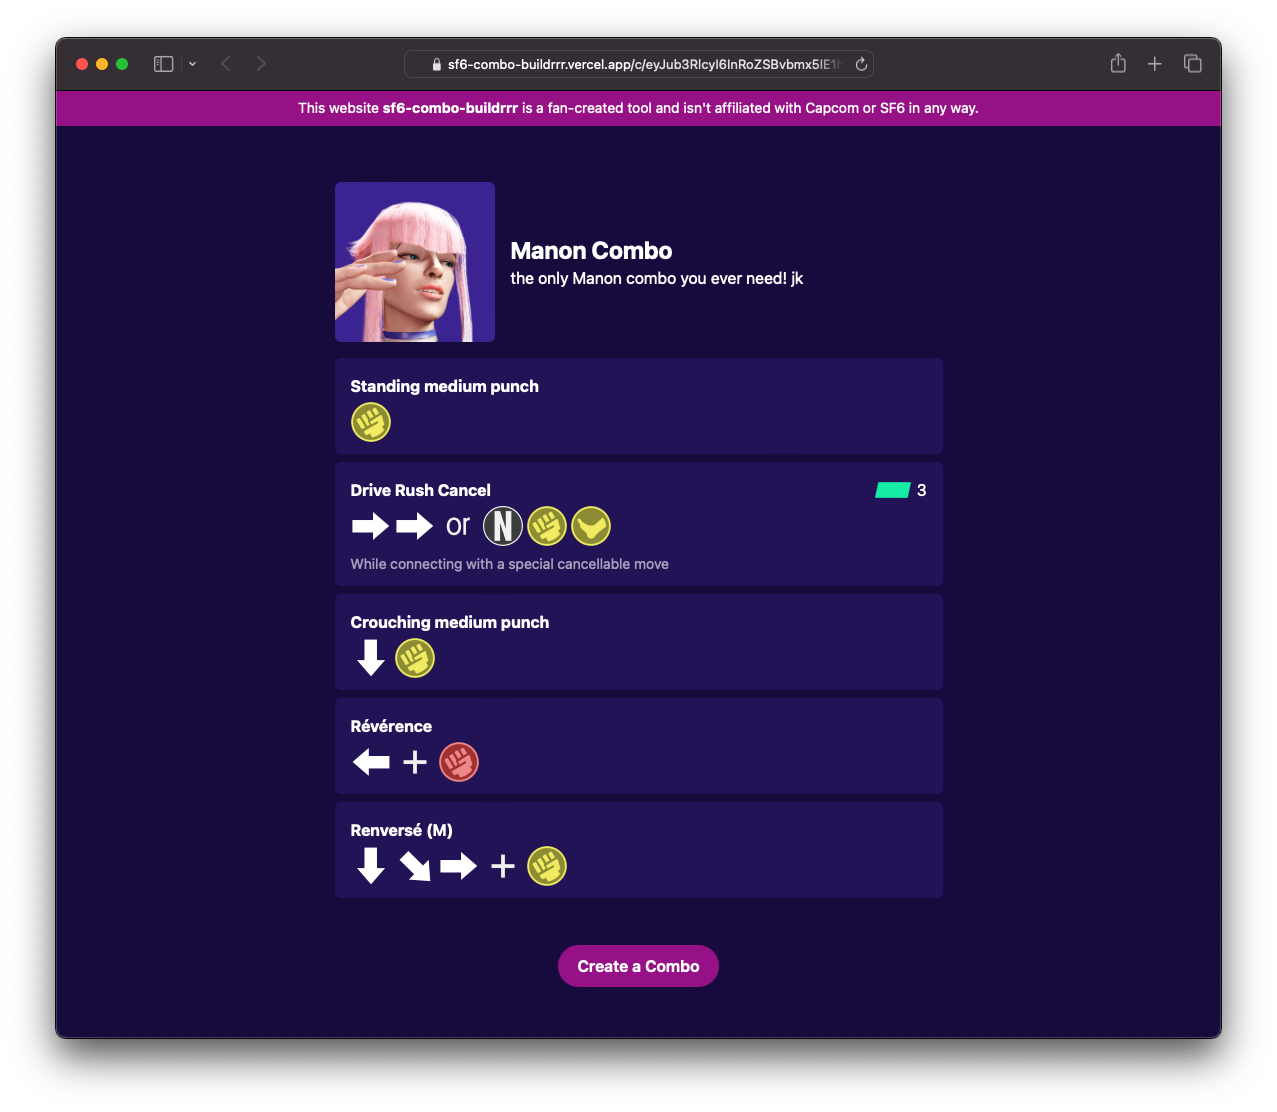 sf6-combo-buildrrr.vercel.app/c/eyJub3RlcyI6InRoZSBvbmx5IE1h
This website sf6-combo-buildrrr is a fan-created tool and isn't affiliated with Capcom or SF6 in any way.
Manon Combo
the only Manon combo you ever need! jk
Standing medium punch
Drive Rush Cancel
3
or N
While connecting with a special cancellable move
Crouching medium punch
Révérence
+
Renversé (M)
+
Create a Combo